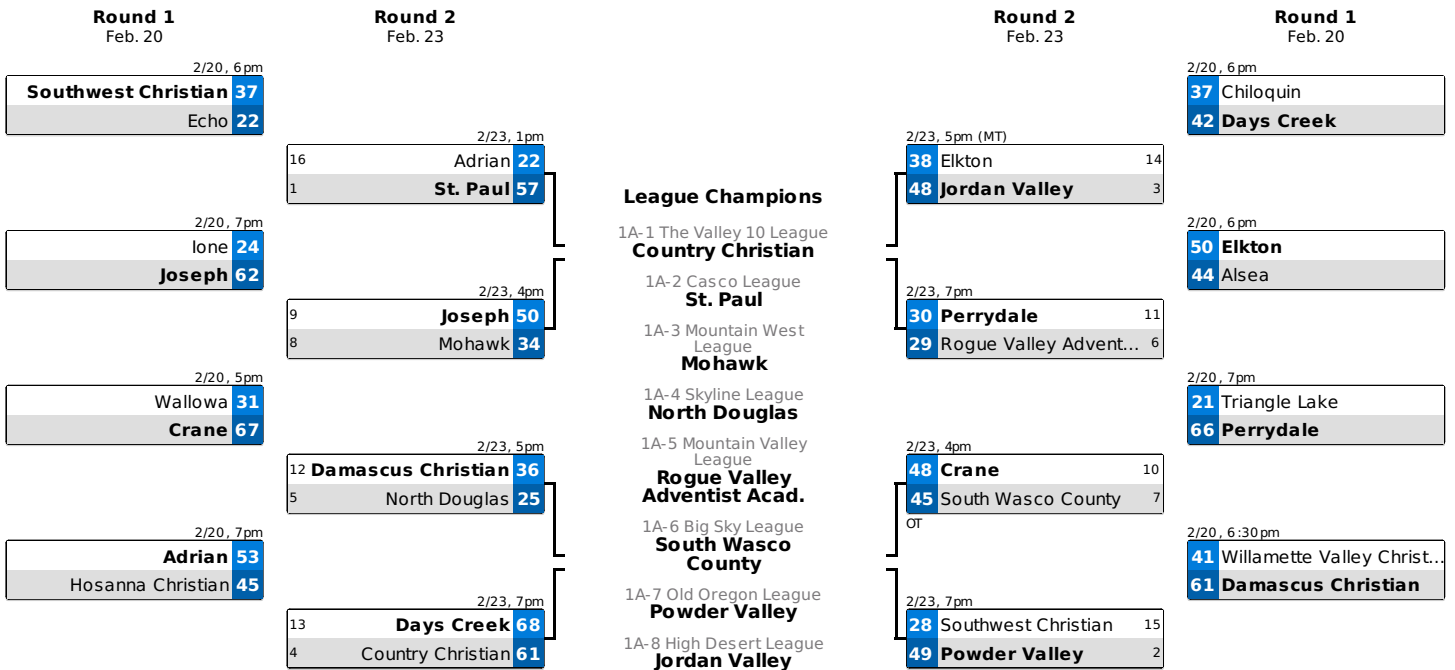 Round 1
Feb. 20
2/20, 6pm
Southwest Christian 37
Echo 22
2/20, 7pm
Ione 24
Joseph 62
2/20, 5pm
Wallowa 31
Crane 67
2/20, 7pm
Adrian 53
Hosanna Christian 45
Round 2
Feb. 23
2/23, 1pm
16 Adrian 22
1 St. Paul 57
2/23, 4pm
9 Joseph 50
8 Mohawk 34
2/23, 5pm
12 Damascus Christian 36
5 North Douglas 25
2/23, 7pm
13 Days Creek 68
4 Country Christian 61
League Champions
1A-1 The Valley 10 League
Country Christian
1A-2 Casco League
St. Paul
1A-3 Mountain West
League
Mohawk
1A-4 Skyline League
North Douglas
1A-5 Mountain Valley
League
Rogue Valley
Adventist Acad.
1A-6 Big Sky League
South Wasco
County
1A-7 Old Oregon League
Powder Valley
1A-8 High Desert League
Jordan Valley
Round 2
Feb. 23
2/23, 5pm (MT)
38 Elkton 14
48 Jordan Valley 3
2/23, 7pm
30 Perrydale 11
29 Rogue Valley Advent... 6
2/23, 4pm
48 Crane 10
45 South Wasco County 7
OT
2/23, 7pm
28 Southwest Christian 15
49 Powder Valley 2
Round 1
Feb. 20
2/20, 6pm
37 Chiloquin
42 Days Creek
2/20, 6pm
50 Elkton
44 Alsea
2/20, 7pm
21 Triangle Lake
66 Perrydale
2/20, 6:30pm
41 Willamette Valley Christ...
61 Damascus Christian